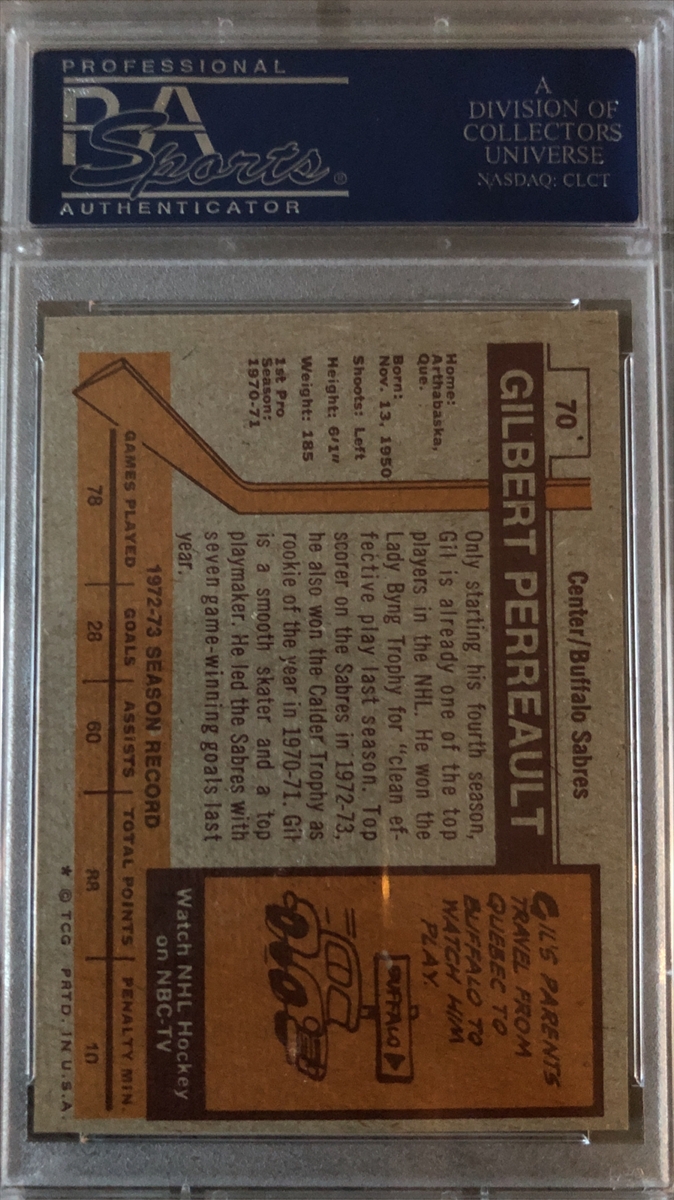 PROFESSIONAL
PSA
Sports®
AUTHENTICATOR
A
DIVISION OF
COLLECTORS
UNIVERSE
NASDAQ: CLCT
70
Center/Buffalo Sabres
GILBERT PERREAULT
Home:
Arthabaska,
Que.
Born:
Nov. 13, 1950
Shoots: Left
Height: 6'1"
Weight: 185
1st Pro
Season:
1970-71
Only starting his fourth season,
Gil is already one of the top
players in the NHL. He won the
Lady Byng Trophy for "clean ef-
fective play last season. Top
scorer on the Sabres in 1972-73,
he also won the Calder Trophy as
rookie of the year in 1970-71. Gil
is a smooth skater and a top
playmaker. He led the Sabres with
seven game-winning goals last
year.
GIL'S PARENTS
TRAVEL FROM
QUEBEC TO
BUFFALO TO
WATCH HIM
PLAY.
BUFFALO
Watch NHL Hockey
on NBC-TV
1972-73 SEASON RECORD
GAMES PLAYED | GOALS | ASSISTS | TOTAL POINTS | PENALTY MIN.
78 28 60 88 10
* © TCG PRTD. IN U.S.A.